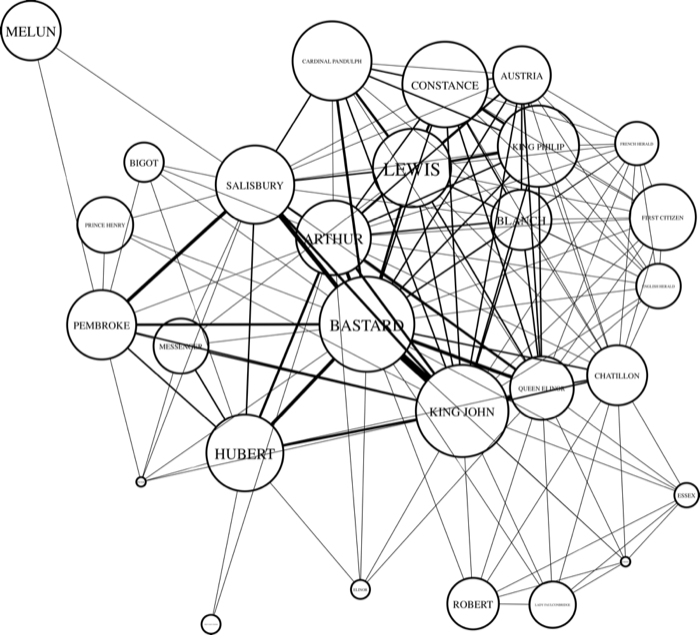 MELUN
CARDINAL PANDULPH
AUSTRIA
CONSTANCE
KING PHILIP
FRENCH HERALD
BIGOT
LEWIS
SALISBURY
FIRST CITIZEN
BLANCH
PRINCE HENRY
ARTHUR
ENGLISH HERALD
PEMBROKE
BASTARD
MESSENGER
CHATILLON
QUEEN ELINOR
KING JOHN
HUBERT
ESSEX
ELINOR
ROBERT
LADY FAULCONBRIDGE